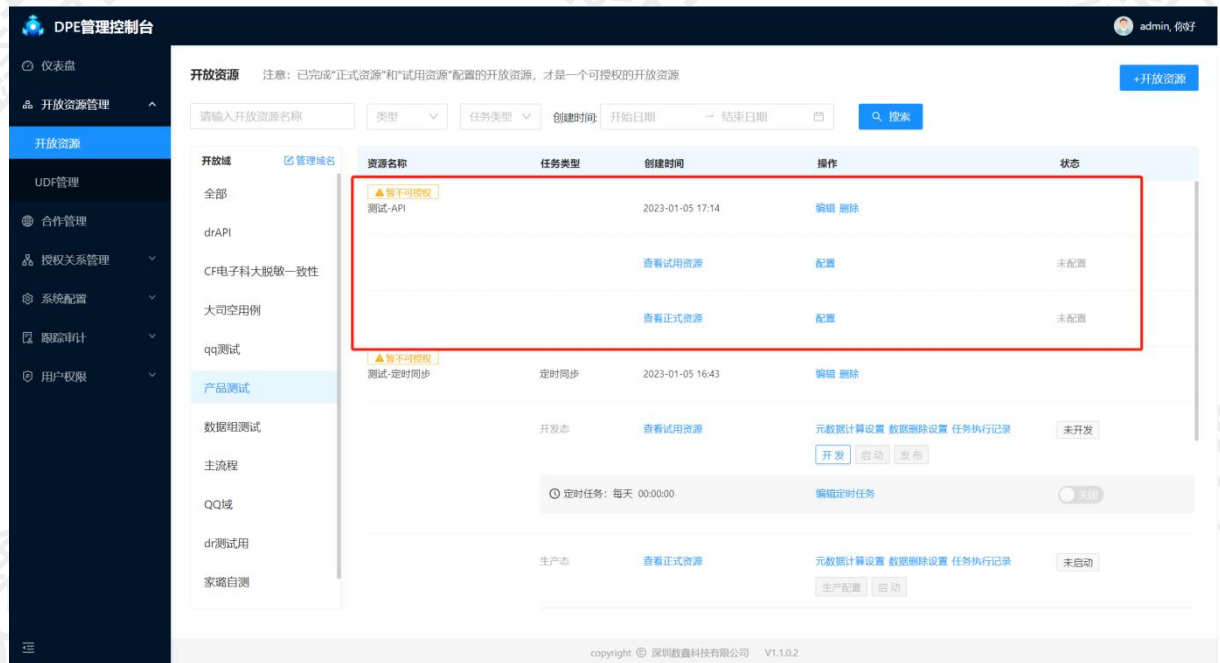 DPE管理控制台
admin, 你好
仪表盘
开放资源管理
开放资源
UDF管理
合作管理
授权关系管理
系统配置
跟踪审计
用户权限
开放资源 注意：已完成“正式资源”和“试用资源”配置的开放资源，才是一个可授权的开放资源
+开放资源
请输入开放资源名称 类型 任务类型 创建时间: 开始日期 → 结束日期 搜索
开放域 管理域名
全部
drAPI
CF电子科大脱敏一致性
大司空用例
qq测试
产品测试
数据组测试
主流程
QQ域
dr测试用
家璐自测
资源名称 任务类型 创建时间 操作 状态
暂不可授权
测试-API 2023-01-05 17:14 编辑 删除
查看试用资源 配置 未配置
查看正式资源 配置 未配置
暂不可授权
测试-定时同步 定时同步 2023-01-05 16:43 编辑 删除
开发态 查看试用资源 元数据计算设置 数据删除设置 任务执行记录 未开发
开发 启动 发布
定时任务：每天 00:00:00 编辑定时任务 关闭
生产态 查看正式资源 元数据计算设置 数据删除设置 任务执行记录 未启动
生产配置 启动
copyright © 深圳数鑫科技有限公司 V1.1.0.2